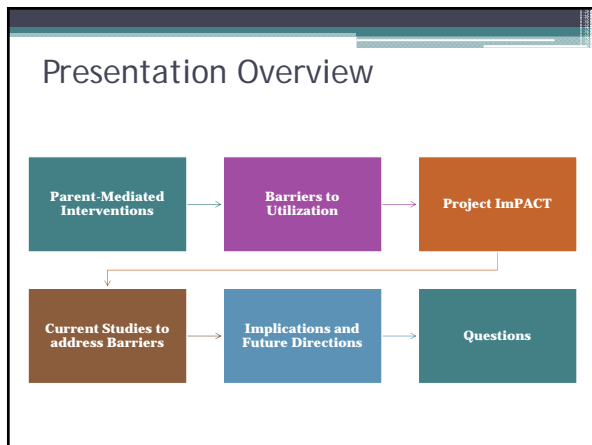 Presentation Overview
Parent-Mediated
Interventions
Barriers to
Utilization
Project ImPACT
Current Studies to
address Barriers
Implications and
Future Directions
Questions